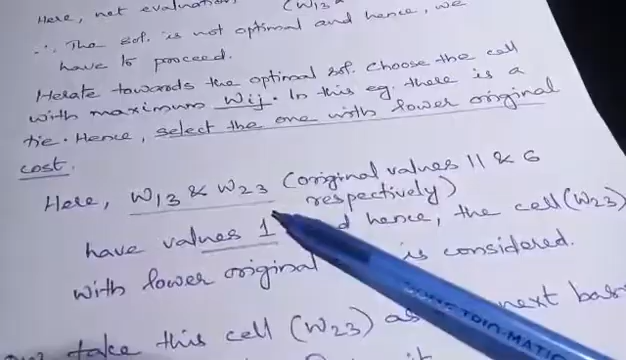 Here, net evaluation (W13 &
∴ The sol. is not optimal and hence, we
have to proceed.
Iterate towards the optimal sol. Choose the cell
with maximum Wij. In this eg. there is a
tie. Hence, select the one with lower original
cost.
Here, W13 & W23 (original values 11 & 6
respectively)
have values 1 hence, the cell (W23)
with lower original is considered.
take this cell (W23) as next